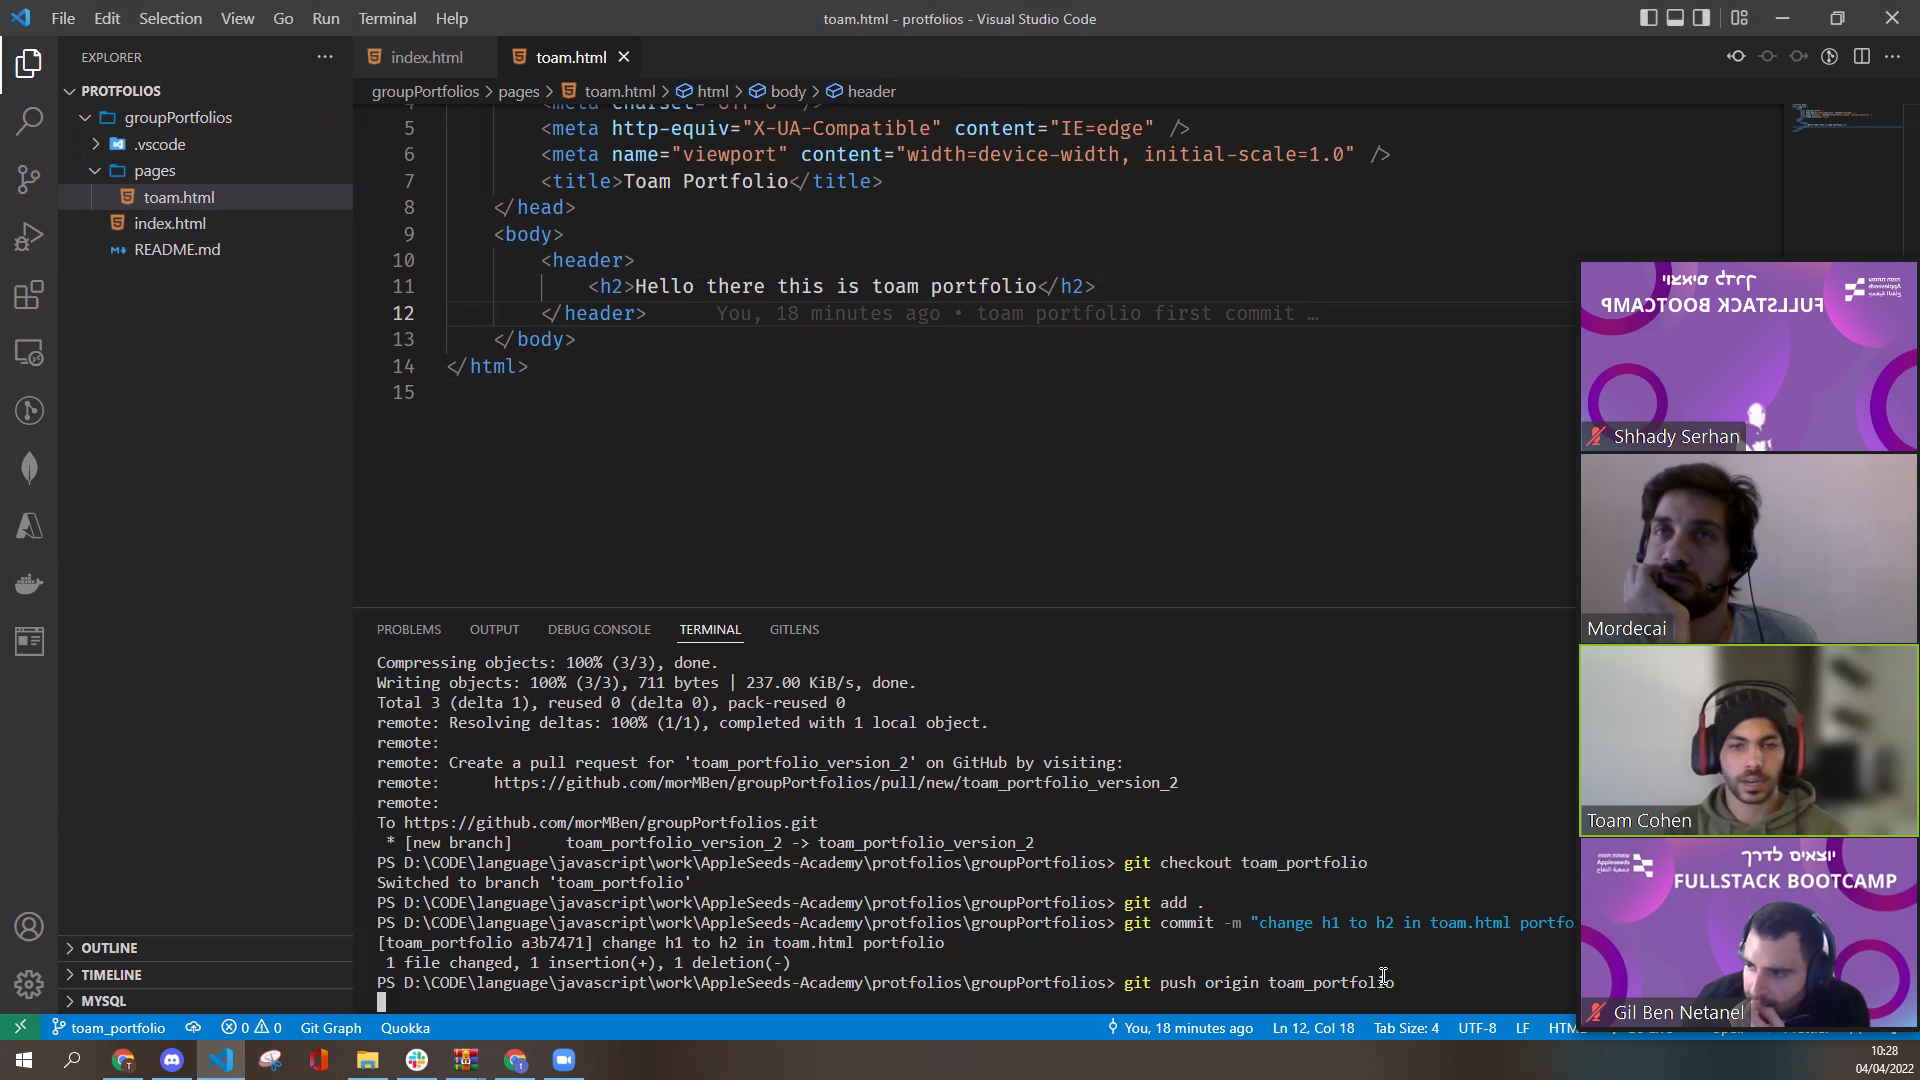 File Edit Selection View Go Run Terminal Help
toam.html - protfolios - Visual Studio Code
EXPLORER
PROTFOLIOS
groupPortfolios
.vscode
pages
toam.html
index.html
README.md
OUTLINE
TIMELINE
MYSQL
index.html
toam.html
groupPortfolios > pages > toam.html > html > body > header
5 <meta http-equiv="X-UA-Compatible" content="IE=edge" />
6 <meta name="viewport" content="width=device-width, initial-scale=1.0" />
7 <title>Toam Portfolio</title>
8 </head>
9 <body>
10 <header>
11 <h2>Hello there this is toam portfolio</h2>
12 </header> You, 18 minutes ago • toam portfolio first commit …
13 </body>
14 </html>
15
PROBLEMS OUTPUT DEBUG CONSOLE TERMINAL GITLENS
Compressing objects: 100% (3/3), done.
Writing objects: 100% (3/3), 711 bytes | 237.00 KiB/s, done.
Total 3 (delta 1), reused 0 (delta 0), pack-reused 0
remote: Resolving deltas: 100% (1/1), completed with 1 local object.
remote:
remote: Create a pull request for 'toam_portfolio_version_2' on GitHub by visiting:
remote: https://github.com/morMBen/groupPortfolios/pull/new/toam_portfolio_version_2
remote:
To https://github.com/morMBen/groupPortfolios.git
* [new branch] toam_portfolio_version_2 -> toam_portfolio_version_2
PS D:\CODE\language\javascript\work\AppleSeeds-Academy\protfolios\groupPortfolios> git checkout toam_portfolio
Switched to branch 'toam_portfolio'
PS D:\CODE\language\javascript\work\AppleSeeds-Academy\protfolios\groupPortfolios> git add .
PS D:\CODE\language\javascript\work\AppleSeeds-Academy\protfolios\groupPortfolios> git commit -m "change h1 to h2 in toam.html portfo
[toam_portfolio a3b7471] change h1 to h2 in toam.html portfolio
1 file changed, 1 insertion(+), 1 deletion(-)
PS D:\CODE\language\javascript\work\AppleSeeds-Academy\protfolios\groupPortfolios> git push origin toam_portfolio
יוצאים לדרך
FULLSTACK BOOTCAMP
Shhady Serhan
Mordecai
Toam Cohen
יוצאים לדרך
FULLSTACK BOOTCAMP
Appleseeds
Gil Ben Netanel
toam_portfolio 0 0 Git Graph Quokka You, 18 minutes ago Ln 12, Col 18 Tab Size: 4 UTF-8 LF HTM
10:28
04/04/2022